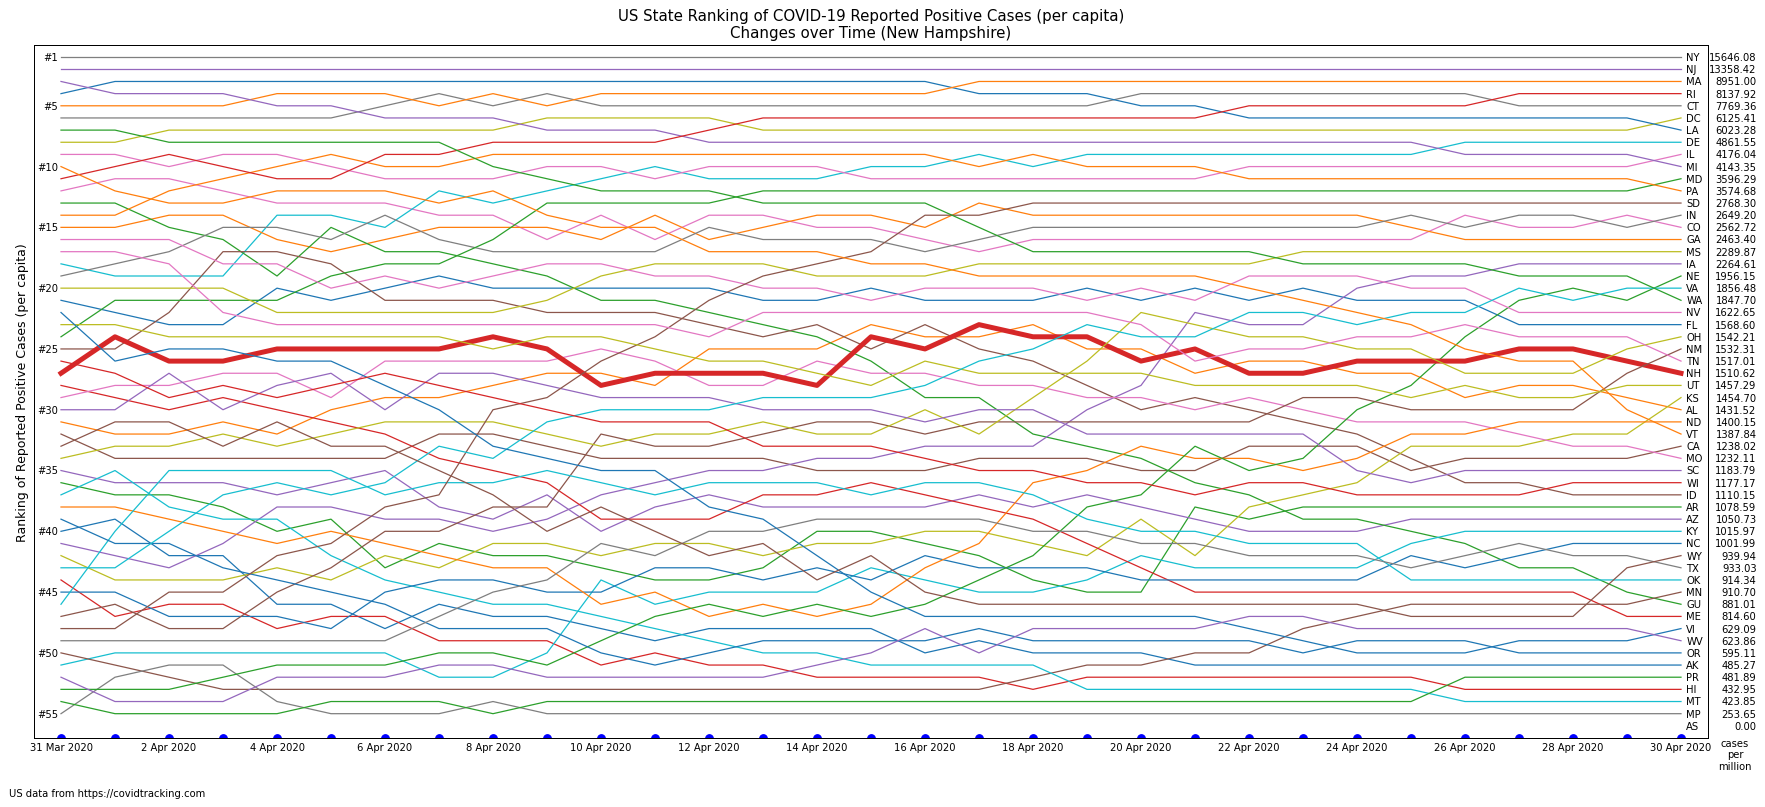 US State Ranking of COVID-19 Reported Positive Cases (per capita)
Changes over Time (New Hampshire)
Ranking of Reported Positive Cases (per capita)
#1
#5
#10
#15
#20
#25
#30
#35
#40
#45
#50
#55
NY 15646.08
NJ 13358.42
MA 8951.00
RI 8137.92
CT 7769.36
DC 6125.41
LA 6023.28
DE 4861.55
IL 4176.04
MI 4143.35
MD 3596.29
PA 3574.68
SD 2768.30
IN 2649.20
CO 2562.72
GA 2463.40
MS 2289.87
IA 2264.61
NE 1956.15
VA 1856.48
WA 1847.70
NV 1622.65
FL 1568.60
OH 1542.21
NM 1532.31
TN 1517.01
NH 1510.62
UT 1457.29
KS 1454.70
AL 1431.52
ND 1400.15
VT 1387.84
CA 1238.02
MO 1232.11
SC 1183.79
WI 1177.17
ID 1110.15
AR 1078.59
AZ 1050.73
KY 1015.97
NC 1001.99
WY 939.94
TX 933.03
OK 914.34
MN 910.70
GU 881.01
ME 814.60
VI 629.09
WV 623.86
OR 595.11
AK 485.27
PR 481.89
HI 432.95
MT 423.85
MP 253.65
AS 0.00
31 Mar 2020 2 Apr 2020 4 Apr 2020 6 Apr 2020 8 Apr 2020 10 Apr 2020 12 Apr 2020 14 Apr 2020 16 Apr 2020 18 Apr 2020 20 Apr 2020 22 Apr 2020 24 Apr 2020 26 Apr 2020 28 Apr 2020 30 Apr 2020
cases
per
million
US data from https://covidtracking.com